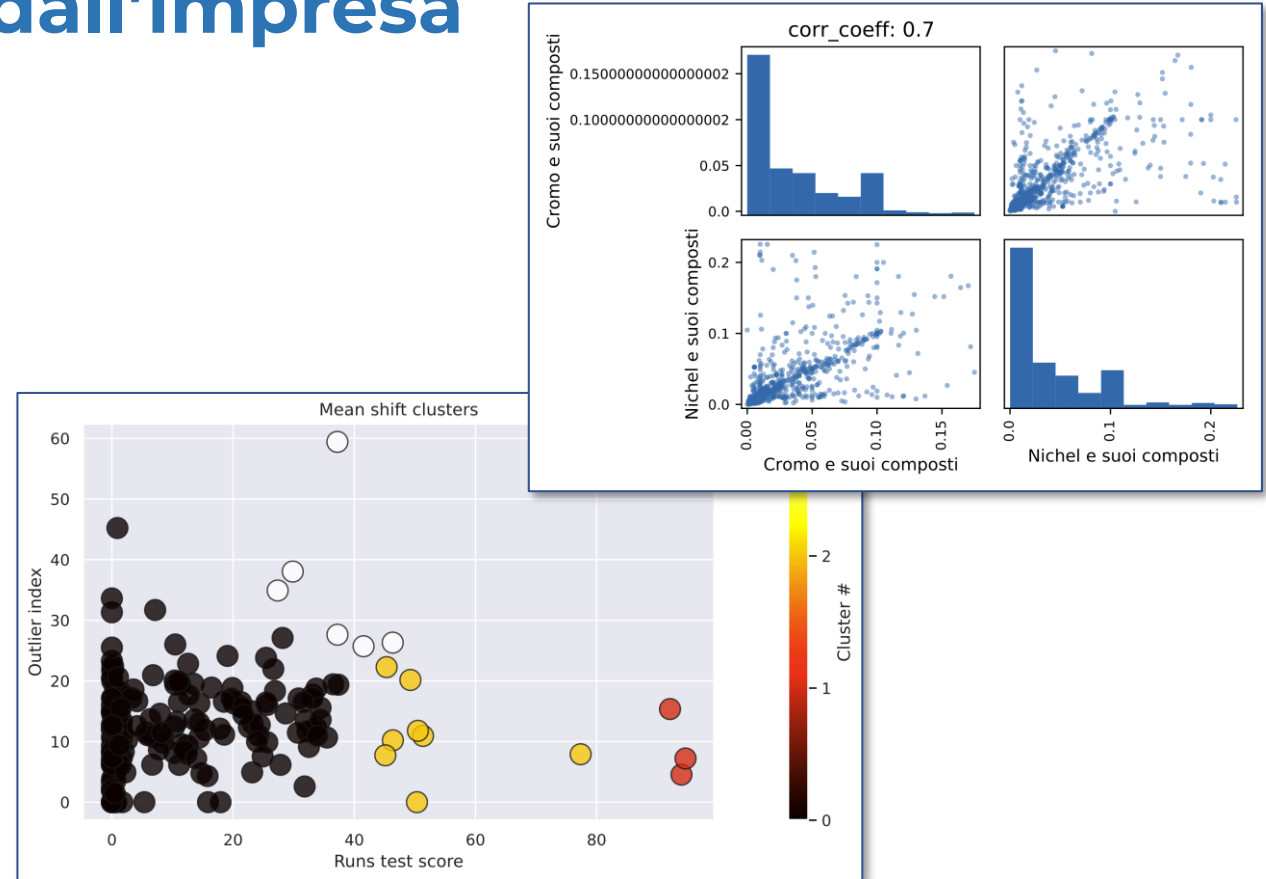 dall'impresa
corr_coeff: 0.7
Cromo e suoi composti
0.15000000000000002
0.10000000000000002
0.05
0.0
Nichel e suoi composti
0.2
0.1
0.0
0.00
0.05
0.10
0.15
Cromo e suoi composti
0.0
0.1
0.2
Nichel e suoi composti
Mean shift clusters
Outlier index
60
50
40
30
20
10
0
0
20
40
60
80
Runs test score
2
1
0
Cluster #